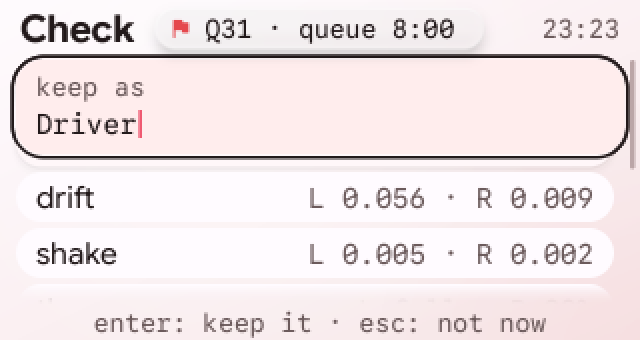 Check
Q31 · queue 8:00
23:23
keep as
Driver
drift L 0.056 · R 0.009
shake L 0.005 · R 0.002
enter: keep it · esc: not now